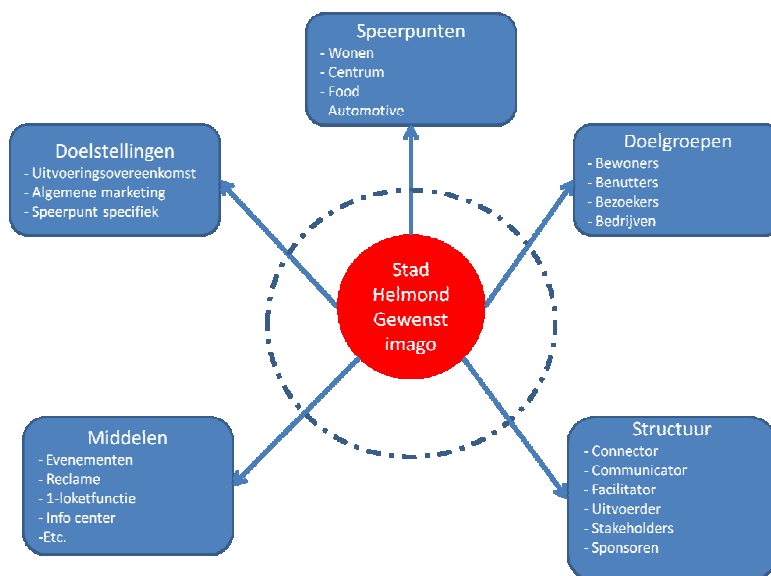 Speerpunten
- Wonen
- Centrum
- Food
Automotive
Doelstellingen
- Uitvoeringsovereenkomst
- Algemene marketing
- Speerpunt specifiek
Doelgroepen
- Bewoners
- Benutters
- Bezoekers
- Bedrijven
Stad
Helmond
Gewenst
imago
Middelen
- Evenementen
- Reclame
- 1-loketfunctie
- Info center
-Etc.
Structuur
- Connector
- Communicator
- Facilitator
- Uitvoerder
- Stakeholders
- Sponsoren